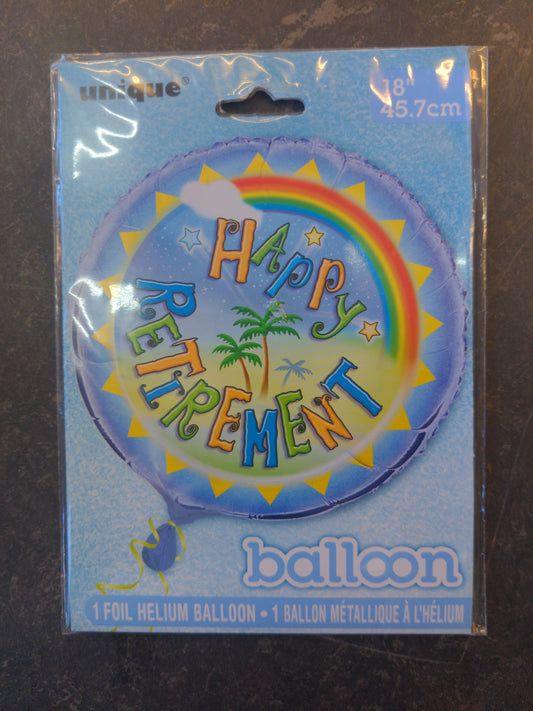 unique®
18"
45.7cm
HAPPY
RETIREMENT
balloon
1 FOIL HELIUM BALLOON • 1 BALLON MÉTALLIQUE À L'HÉLIUM